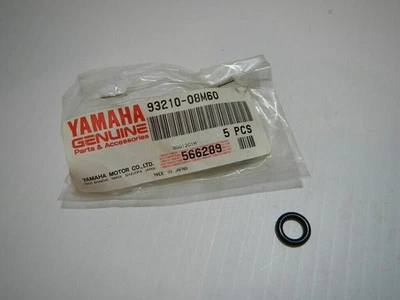 93210-08M60
YAMAHA
GENUINE
Parts & Accessories
5 PCS
566289
YAMAHA MOTOR CO.,LTD.
MADE IN JAPAN